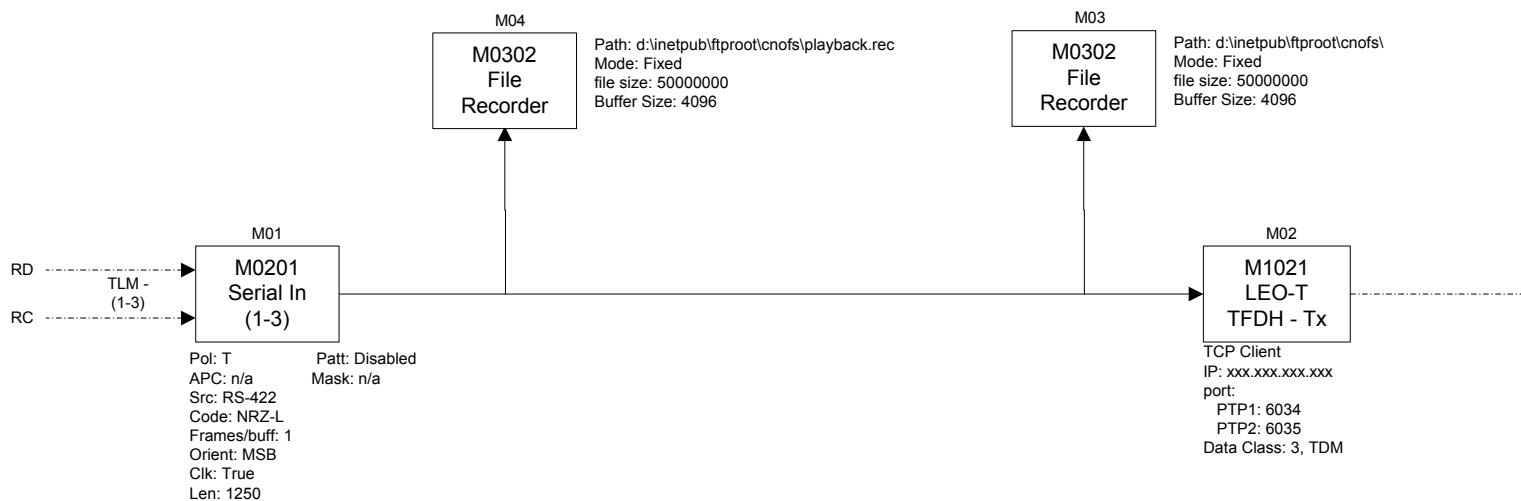 M04
M0302
File
Recorder
Path: d:\inetpub\ftproot\cnofs\playback.rec
Mode: Fixed
file size: 50000000
Buffer Size: 4096
M03
M0302
File
Recorder
Path: d:\inetpub\ftproot\cnofs\
Mode: Fixed
file size: 50000000
Buffer Size: 4096
RD
RC
TLM -
(1-3)
M01
M0201
Serial In
(1-3)
Pol: T Patt: Disabled
APC: n/a Mask: n/a
Src: RS-422
Code: NRZ-L
Frames/buff: 1
Orient: MSB
Clk: True
Len: 1250
M02
M1021
LEO-T
TFDH - Tx
TCP Client
IP: xxx.xxx.xxx.xxx
port:
PTP1: 6034
PTP2: 6035
Data Class: 3, TDM